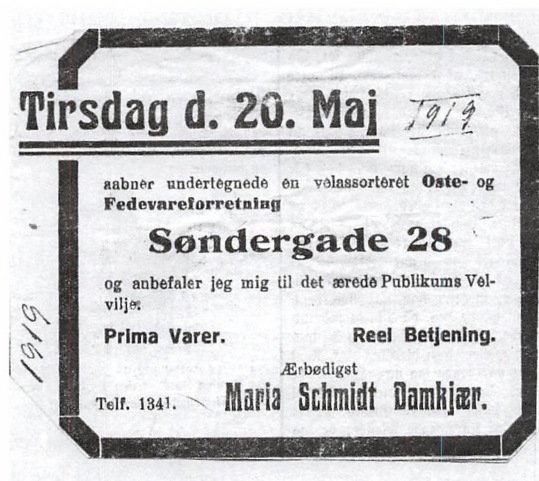 Tirsdag d. 20. Maj 1919
aabner undertegnede en velassorteret Oste- og
Fedevareforretning
Søndergade 28
og anbefaler jeg mig til det ærede Publikums Vel-
vilje.
Prima Varer. Reel Betjening.
Ærbødigst
Telf. 1341. Maria Schmidt Damkjær.
1919